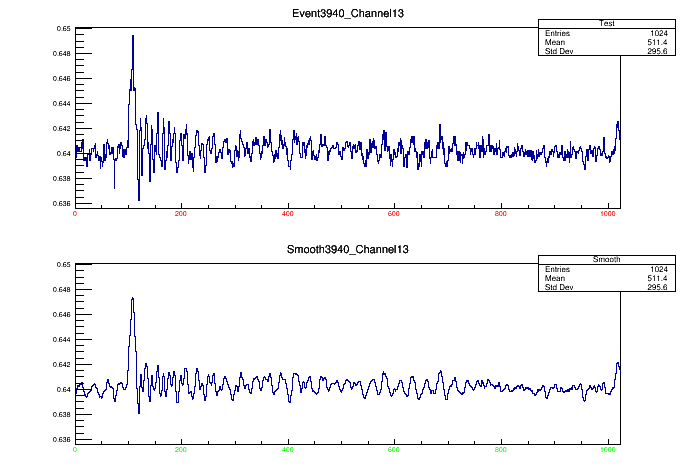 Event3940_Channel13
Test
Entries 1024
Mean 511.4
Std Dev 295.6
0.65
0.648
0.646
0.644
0.642
0.64
0.638
0.636
0 200 400 600 800 1000
Smooth3940_Channel13
Smooth
Entries 1024
Mean 511.4
Std Dev 295.6
0.65
0.648
0.646
0.644
0.642
0.64
0.638
0.636
0 200 400 600 800 1000